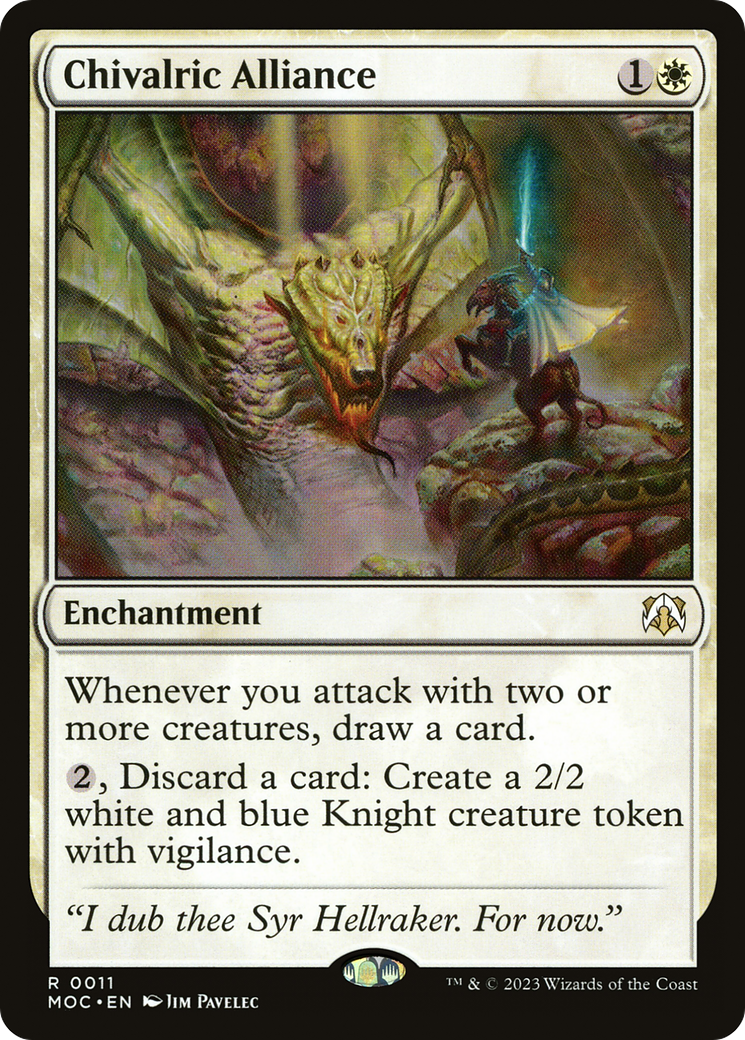 Chivalric Alliance 1
Enchantment
Whenever you attack with two or
more creatures, draw a card.
2, Discard a card: Create a 2/2
white and blue Knight creature token
with vigilance.
“I dub thee Syr Hellraker. For now.”
R 0011
MOC • EN Jim Pavelec
™ & © 2023 Wizards of the Coast